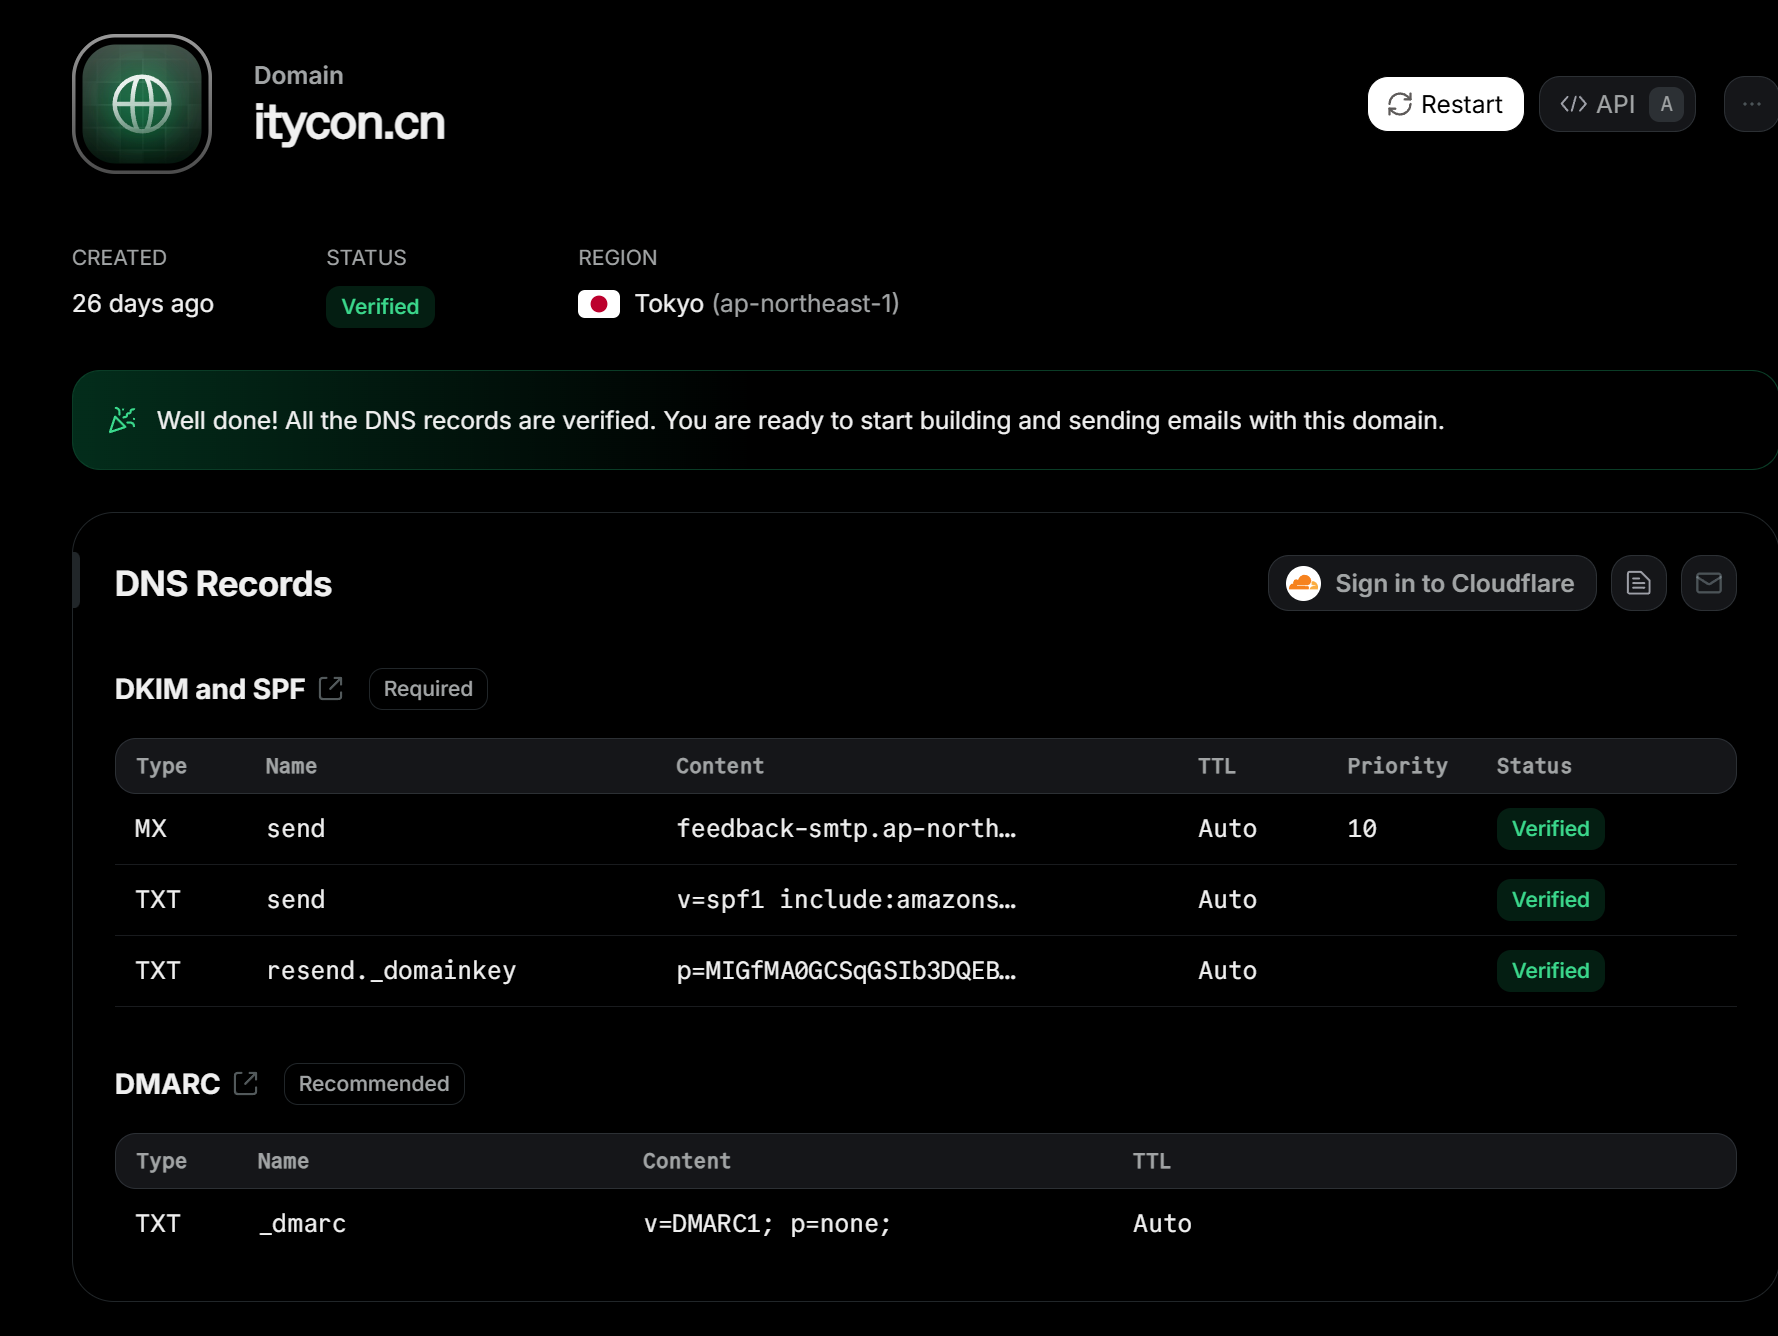 Domain
itycon.cn
Restart
</> API A
...
CREATED STATUS REGION
26 days ago Verified Tokyo (ap-northeast-1)
Well done! All the DNS records are verified. You are ready to start building and sending emails with this domain.
DNS Records
Sign in to Cloudflare
DKIM and SPF Required
Type Name Content TTL Priority Status
MX send feedback-smtp.ap-north… Auto 10 Verified
TXT send v=spf1 include:amazons… Auto Verified
TXT resend._domainkey p=MIGfMA0GCSqGSIb3DQEB… Auto Verified
DMARC Recommended
Type Name Content TTL
TXT _dmarc v=DMARC1; p=none; Auto